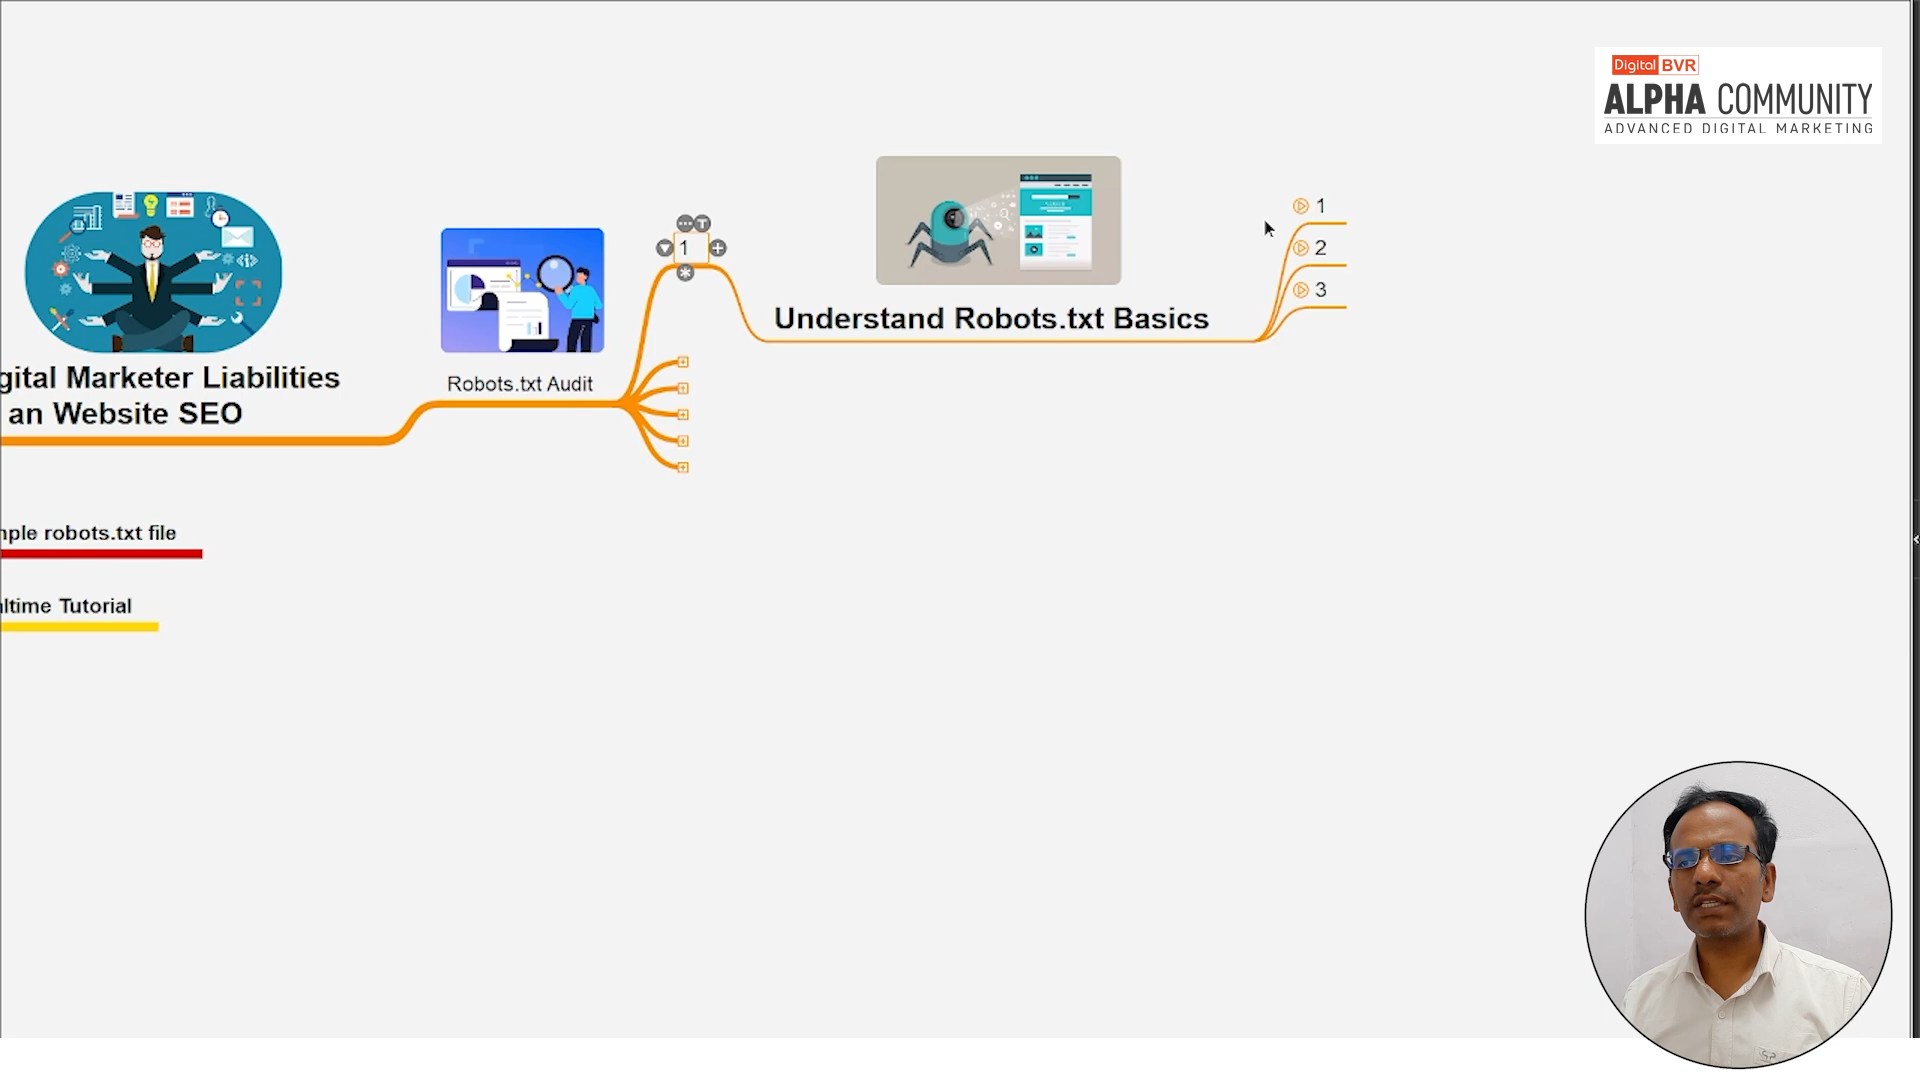 Digital BVR
ALPHA COMMUNITY
ADVANCED DIGITAL MARKETING
1
Understand Robots.txt Basics
1
2
3
Robots.txt Audit
gital Marketer Liabilities
an Website SEO
mple robots.txt file
ltime Tutorial